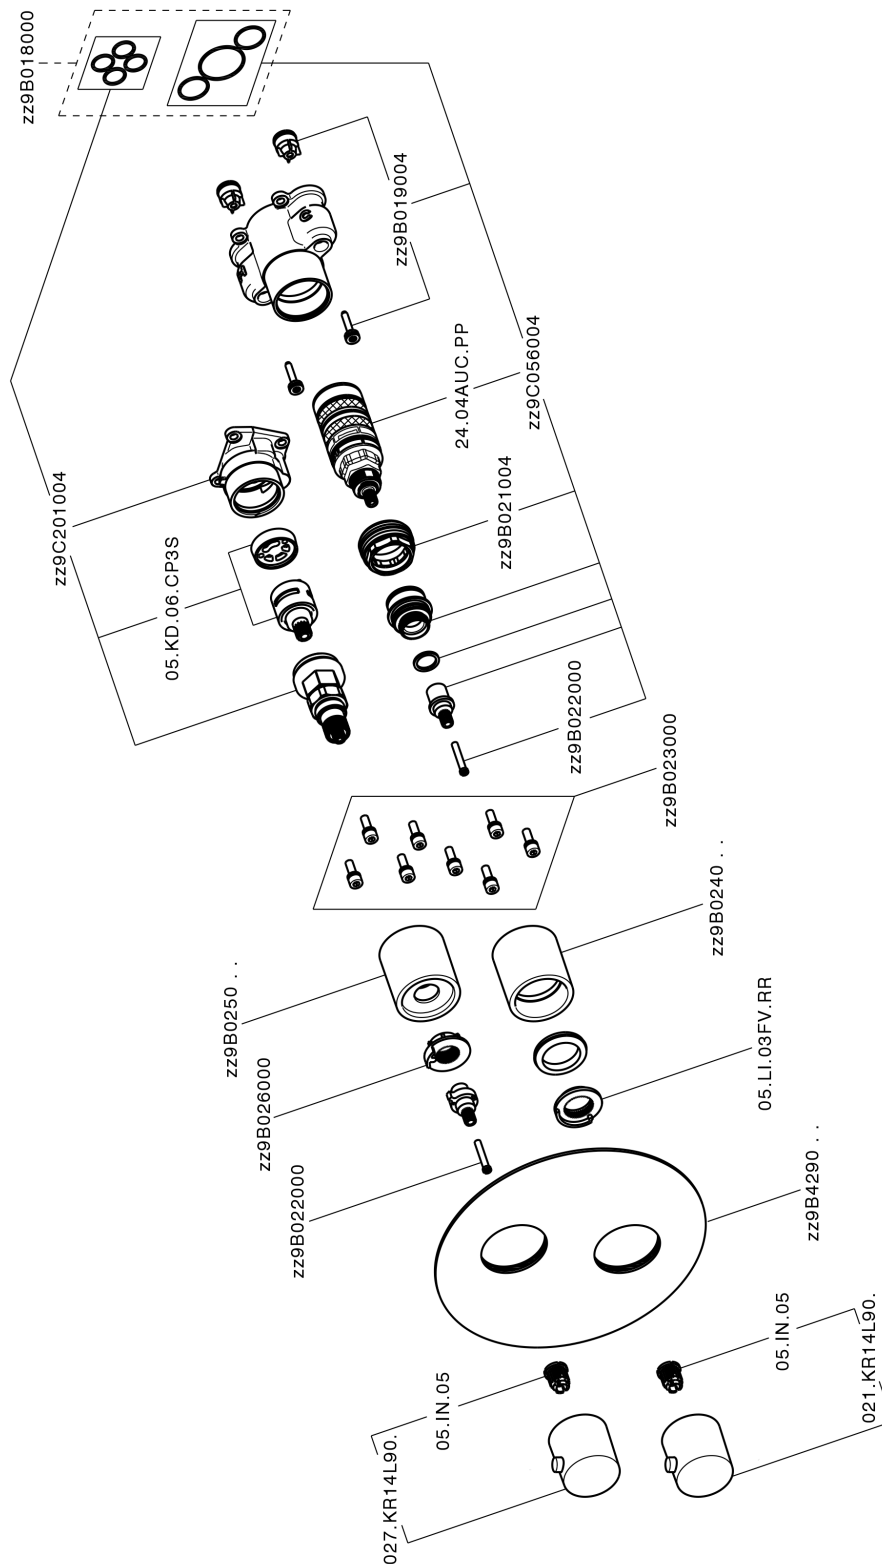 zz9B018000
zz9B019004
24.04AUC.PP
zz9C056004
zz9C201004
05.KD.06.CP3S
zz9B021004
zz9B022000
zz9B023000
zz9B0240 . .
zz9B0250 . .
05.LI.03FV.RR
zz9B026000
zz9B022000
zz9B4290 . .
05.IN.05
05.IN.05
021.KR14L90.
027.KR14L90.